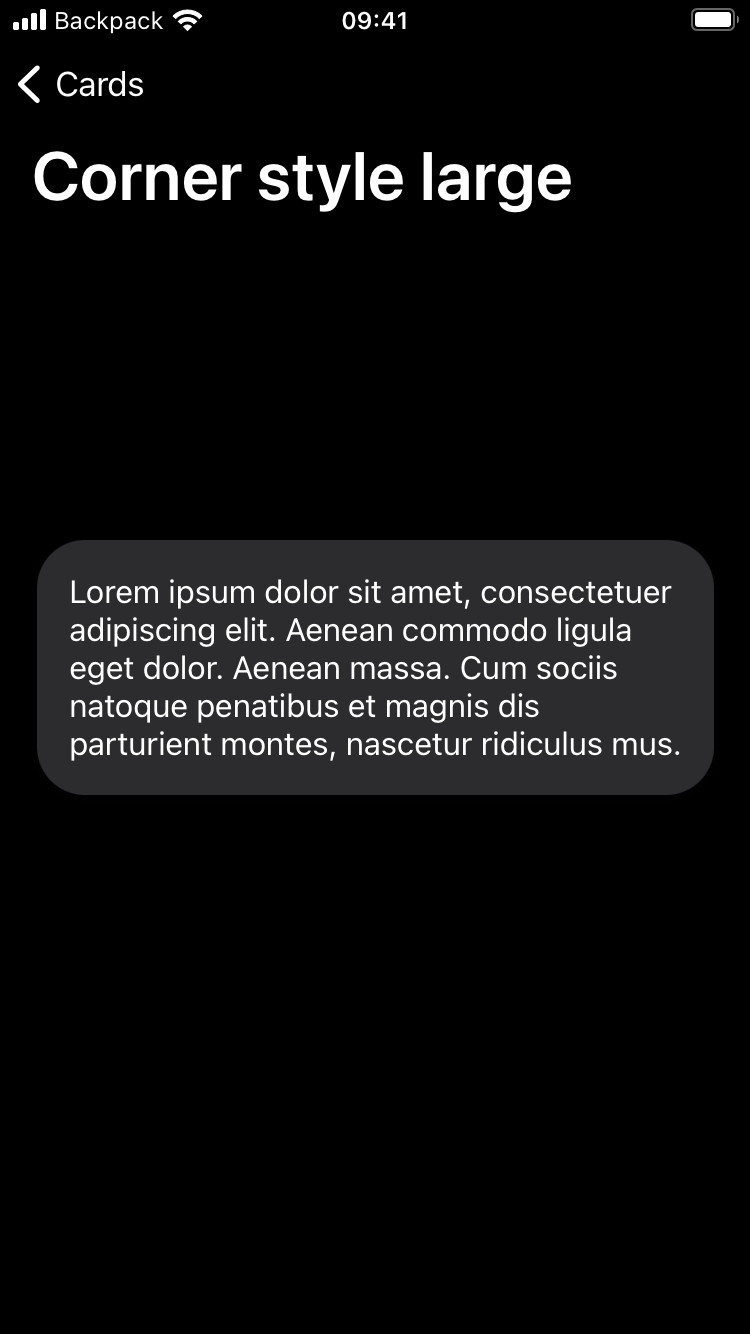 Backpack 09:41
Cards
Corner style large
Lorem ipsum dolor sit amet, consectetuer
adipiscing elit. Aenean commodo ligula
eget dolor. Aenean massa. Cum sociis
natoque penatibus et magnis dis
parturient montes, nascetur ridiculus mus.